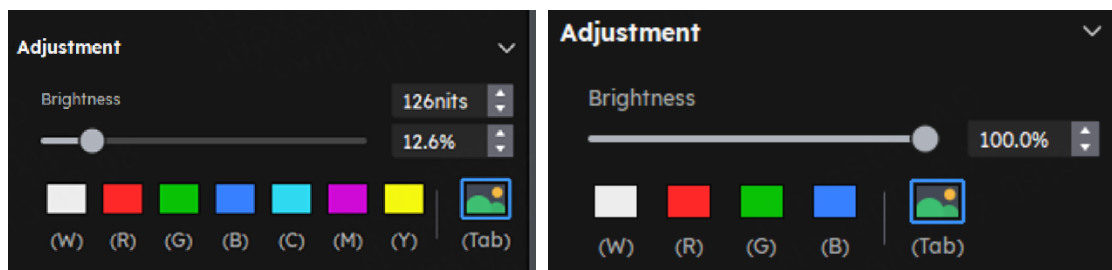 Adjustment
Brightness
126nits
12.6%
(W) (R) (G) (B) (C) (M) (Y) (Tab)
Adjustment
Brightness
100.0%
(W) (R) (G) (B) (Tab)